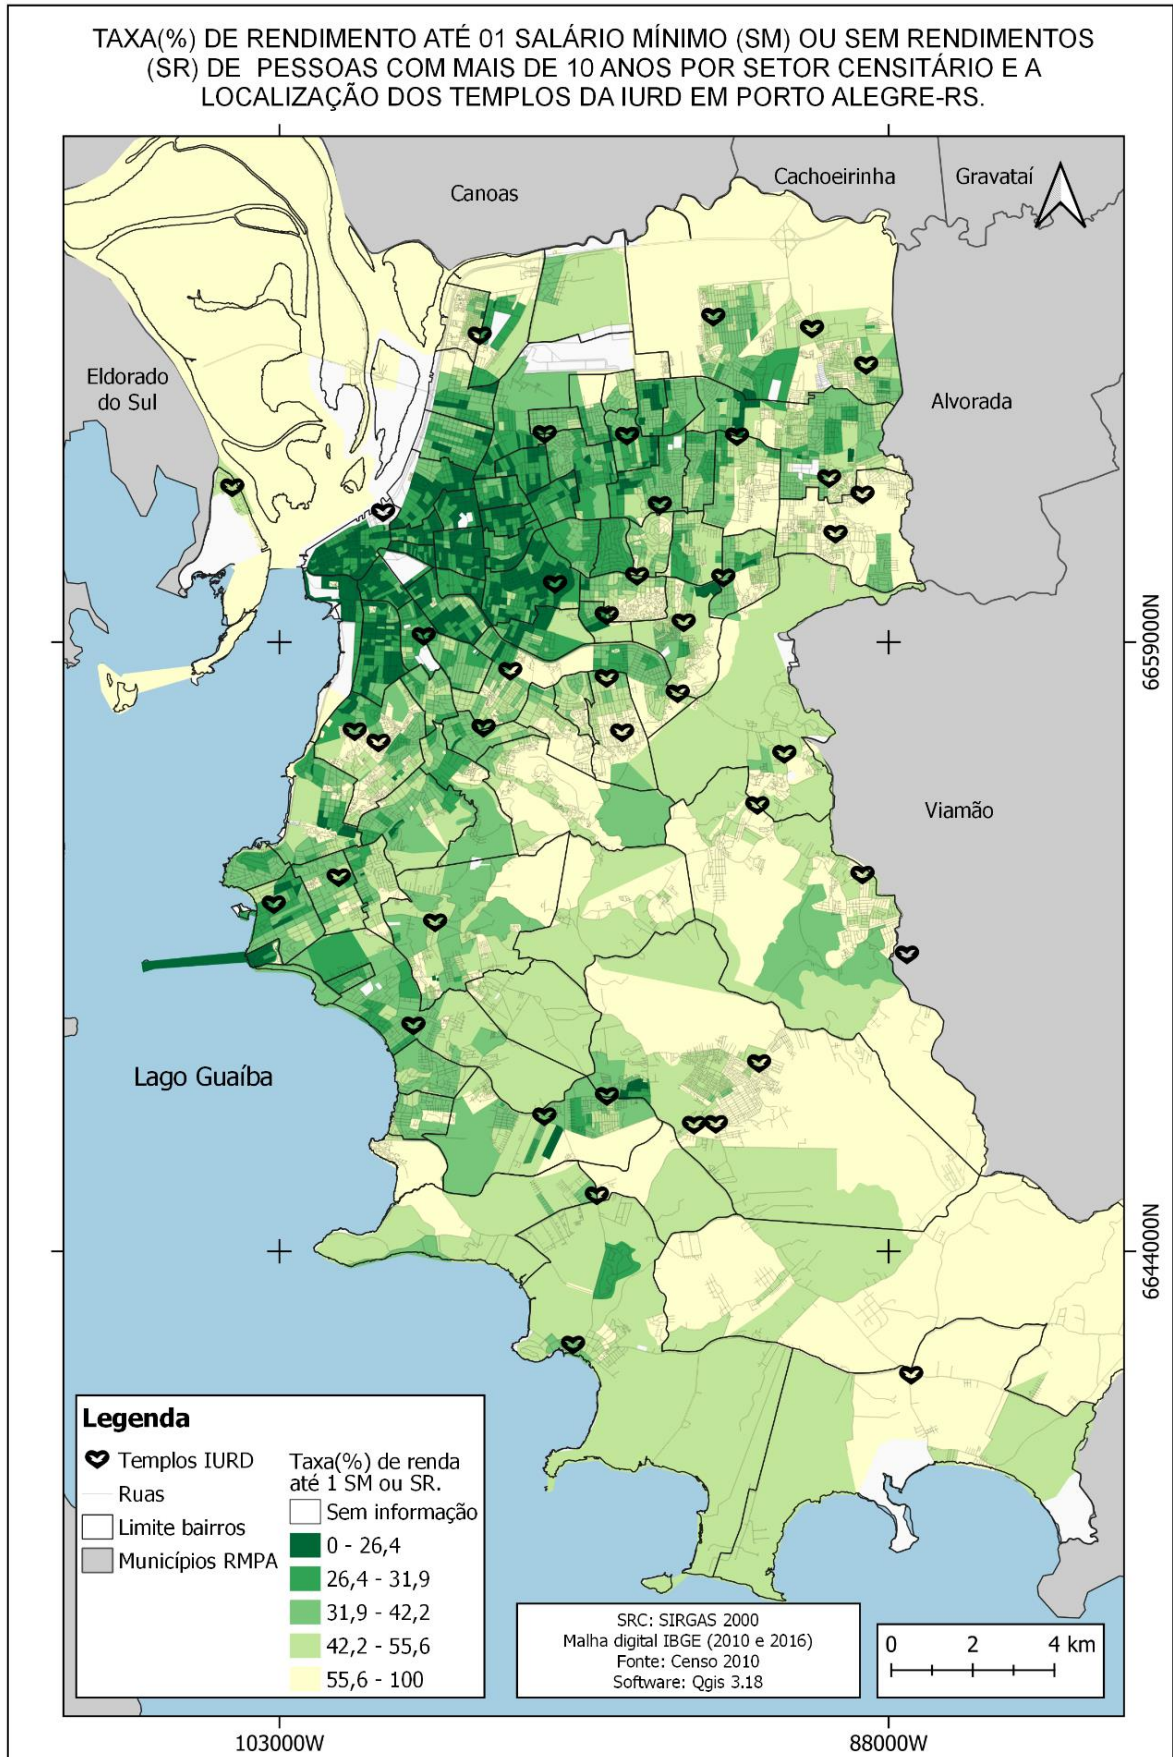 TAXA(%) DE RENDIMENTO ATÉ 01 SALÁRIO MÍNIMO (SM) OU SEM RENDIMENTOS
(SR) DE PESSOAS COM MAIS DE 10 ANOS POR SETOR CENSITÁRIO E A
LOCALIZAÇÃO DOS TEMPLOS DA IURD EM PORTO ALEGRE-RS.
Canoas
Cachoeirinha
Gravataí
Eldorado
do Sul
Alvorada
6659000N
Viamão
Lago Guaíba
6644000N
Legenda
Templos IURD
Ruas
Limite bairros
Municípios RMPA
Taxa(%) de renda
até 1 SM ou SR.
Sem informação
0 - 26,4
26,4 - 31,9
31,9 - 42,2
42,2 - 55,6
55,6 - 100
SRC: SIRGAS 2000
Malha digital IBGE (2010 e 2016)
Fonte: Censo 2010
Software: Qgis 3.18
0 2 4 km
103000W
88000W